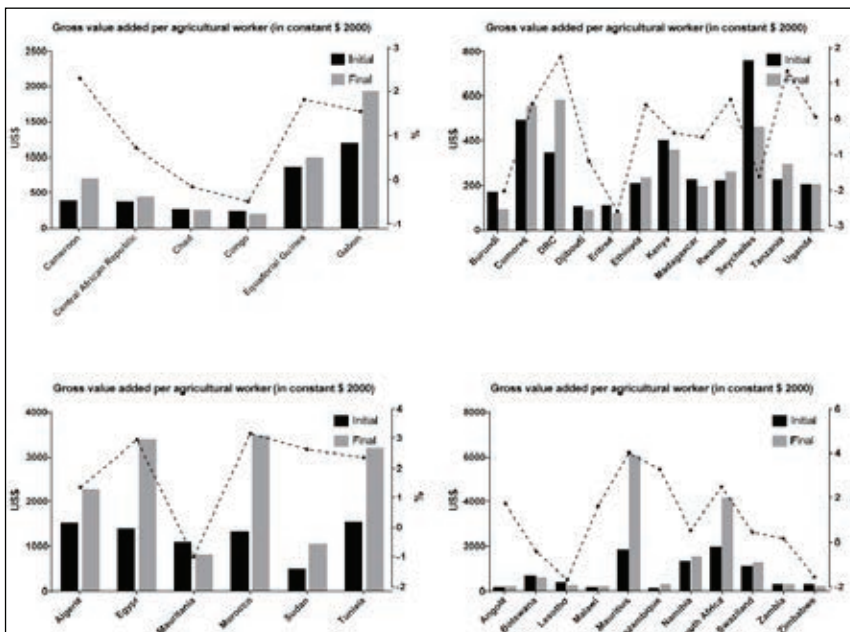 Gross value added per agricultural worker (in constant $ 2000)
2500
2000
1500
1000
500
0
US$
3
2
1
0
-1
%
Initial
Final
Cameroon
Central African Republic
Chad
Congo
Equatorial Guinea
Gabon
Gross value added per agricultural worker (in constant $ 2000)
800
600
400
200
0
US$
2
1
0
-1
-2
-3
%
Initial
Final
Burundi
Comores
DRC
Djibouti
Eritrea
Ethiopia
Kenya
Madagascar
Rwanda
Seychelles
Tanzania
Uganda
Gross value added per agricultural worker (in constant $ 2000)
4000
3000
2000
1000
0
US$
4
3
2
1
0
-1
-2
%
Initial
Final
Algeria
Egypt
Mauritania
Morocco
Sudan
Tunisia
Gross value added per agricultural worker (in constant $ 2000)
8000
6000
4000
2000
0
US$
6
4
2
0
-2
%
Initial
Final
Angola
Botswana
Lesotho
Malawi
Mauritius
Namibia
South Africa
Swaziland
Zambia
Zimbabwe